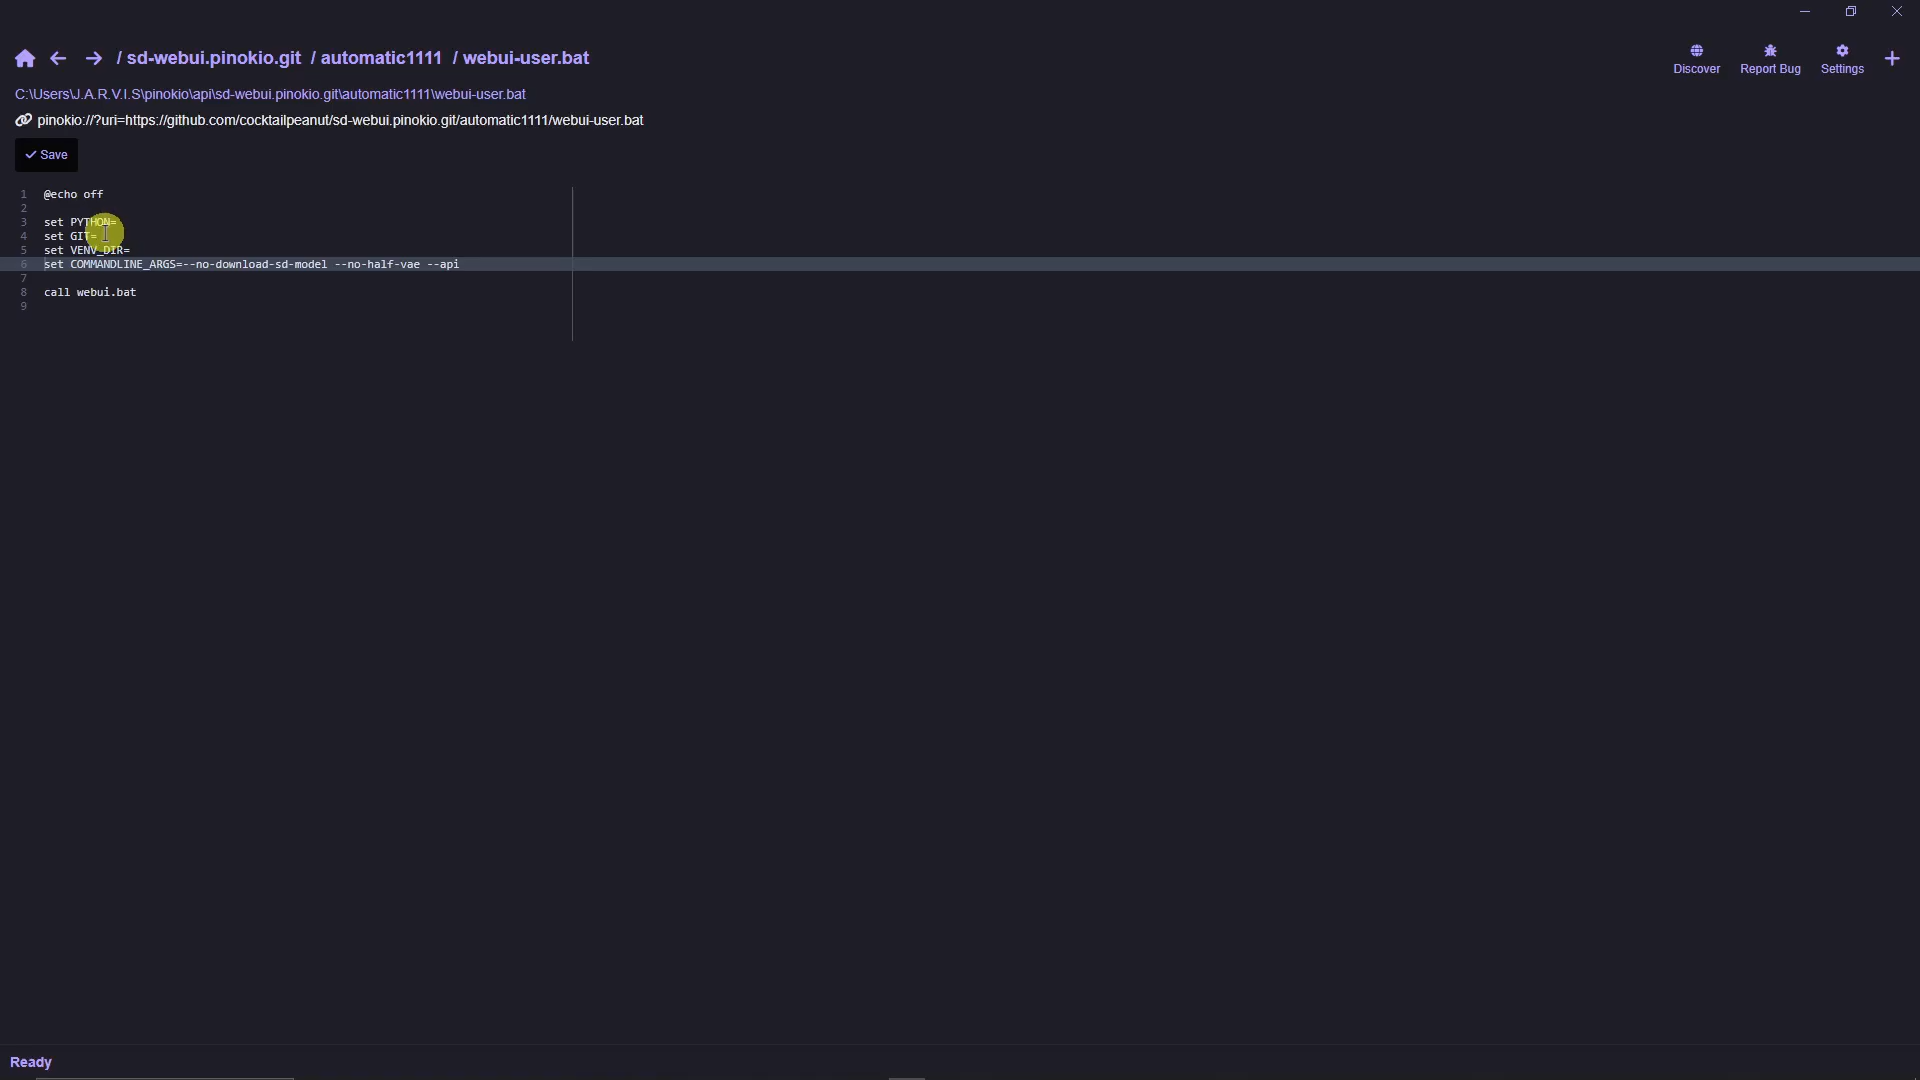 / sd-webui.pinokio.git / automatic1111 / webui-user.bat
Discover Report Bug Settings
C:\Users\J.A.R.V.I.S\pinokio\api\sd-webui.pinokio.git\automatic1111\webui-user.bat
pinokio://?uri=https://github.com/cocktailpeanut/sd-webui.pinokio.git/automatic1111/webui-user.bat
Save
1 @echo off
2
3 set PYTHON=
4 set GIT=
5 set VENV_DIR=
6 set COMMANDLINE_ARGS=--no-download-sd-model --no-half-vae --api
7
8 call webui.bat
9
Ready